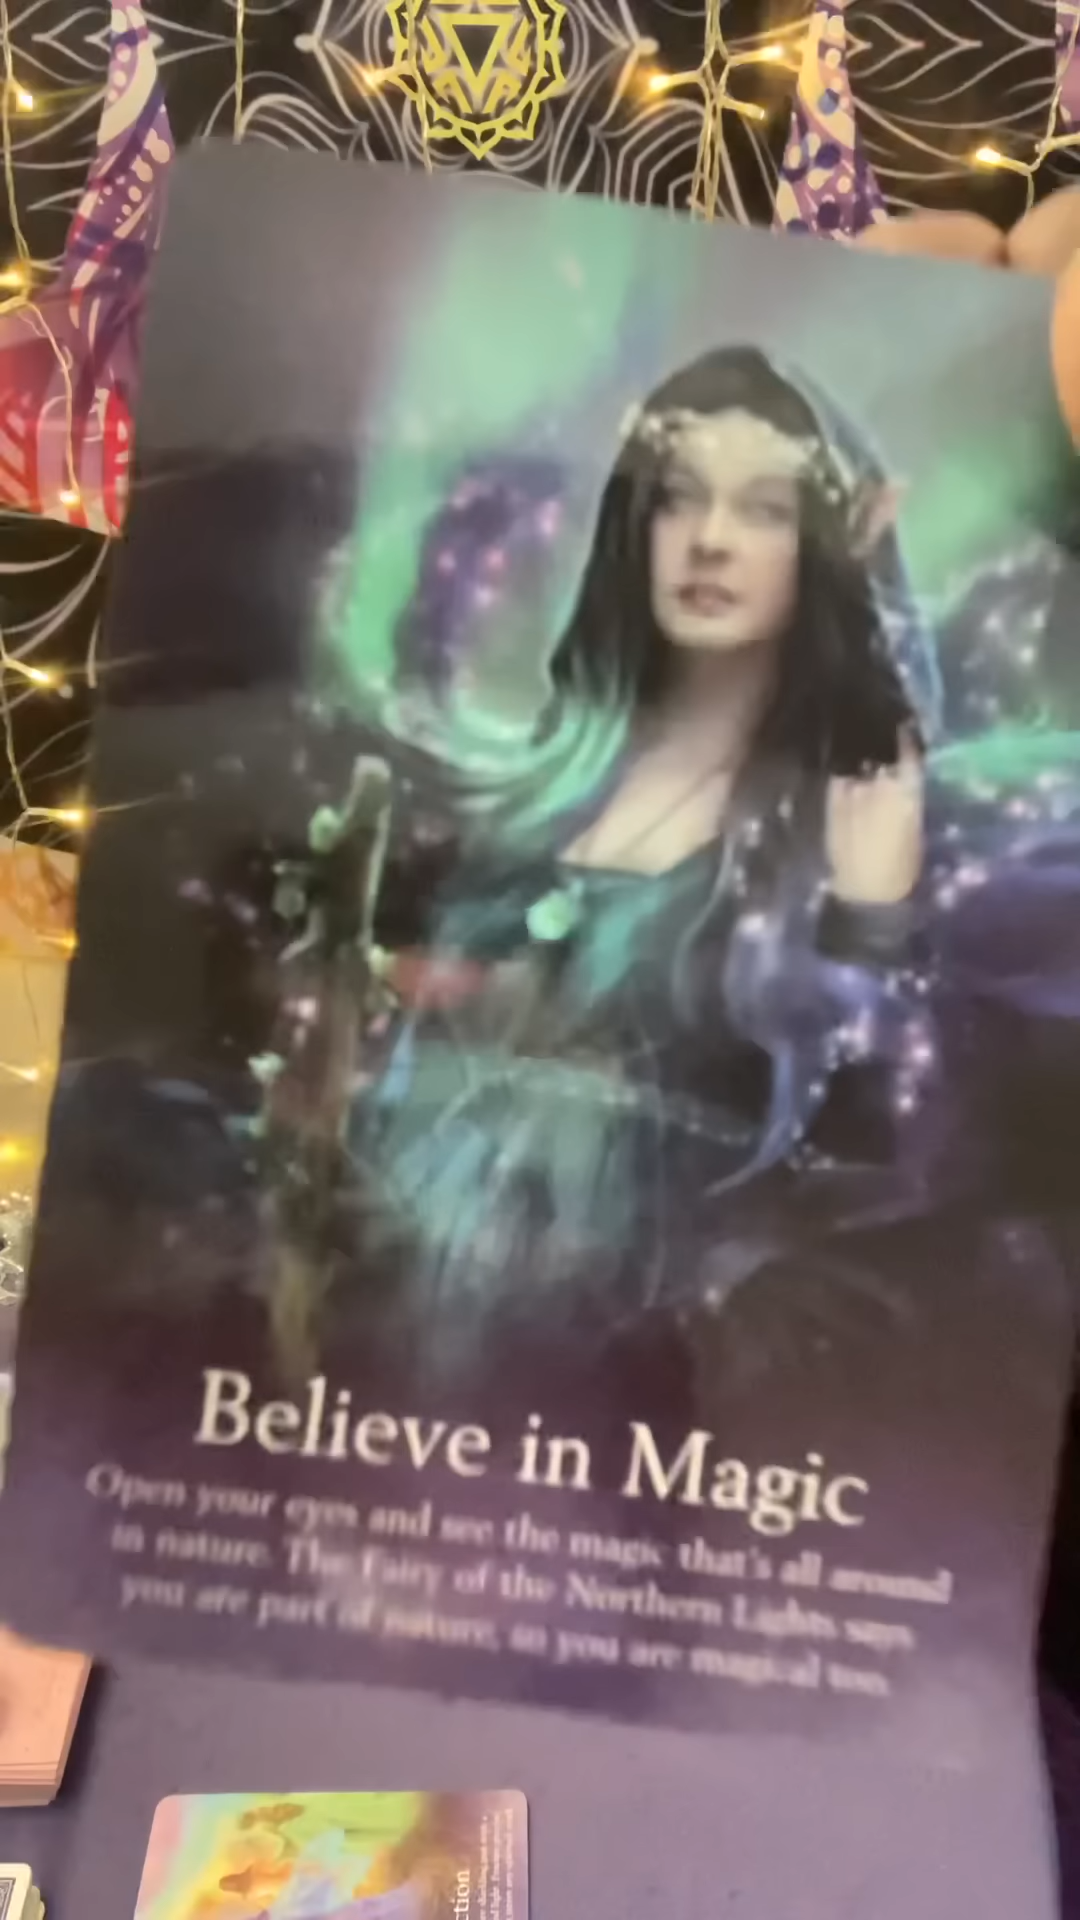 Believe in Magic
Open your eyes and see the magic that's all around
in nature. The Fairy of the Northern Lights says
you are part of nature, so you are magical too.
ction